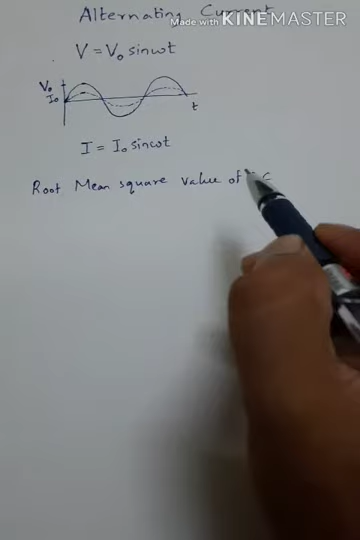 Alternating Current
Made With KINEMASTER
V = V₀ sinωt
V₀
I₀
t
I = I₀ sinωt
Root Mean square value of